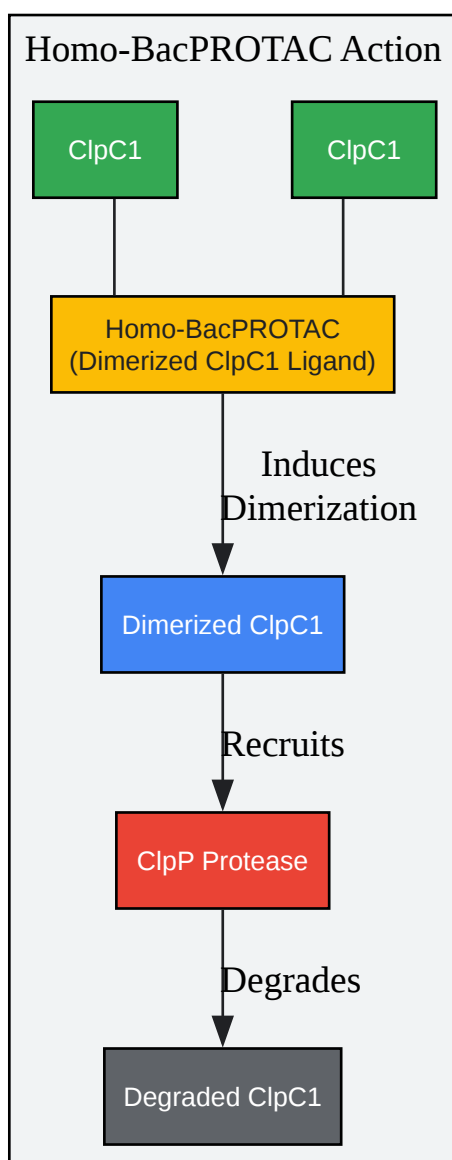 Homo-BacPROTAC Action
ClpC1
ClpC1
Homo-BacPROTAC
(Dimerized ClpC1 Ligand)
Induces
Dimerization
Dimerized ClpC1
Recruits
ClpP Protease
Degrades
Degraded ClpC1